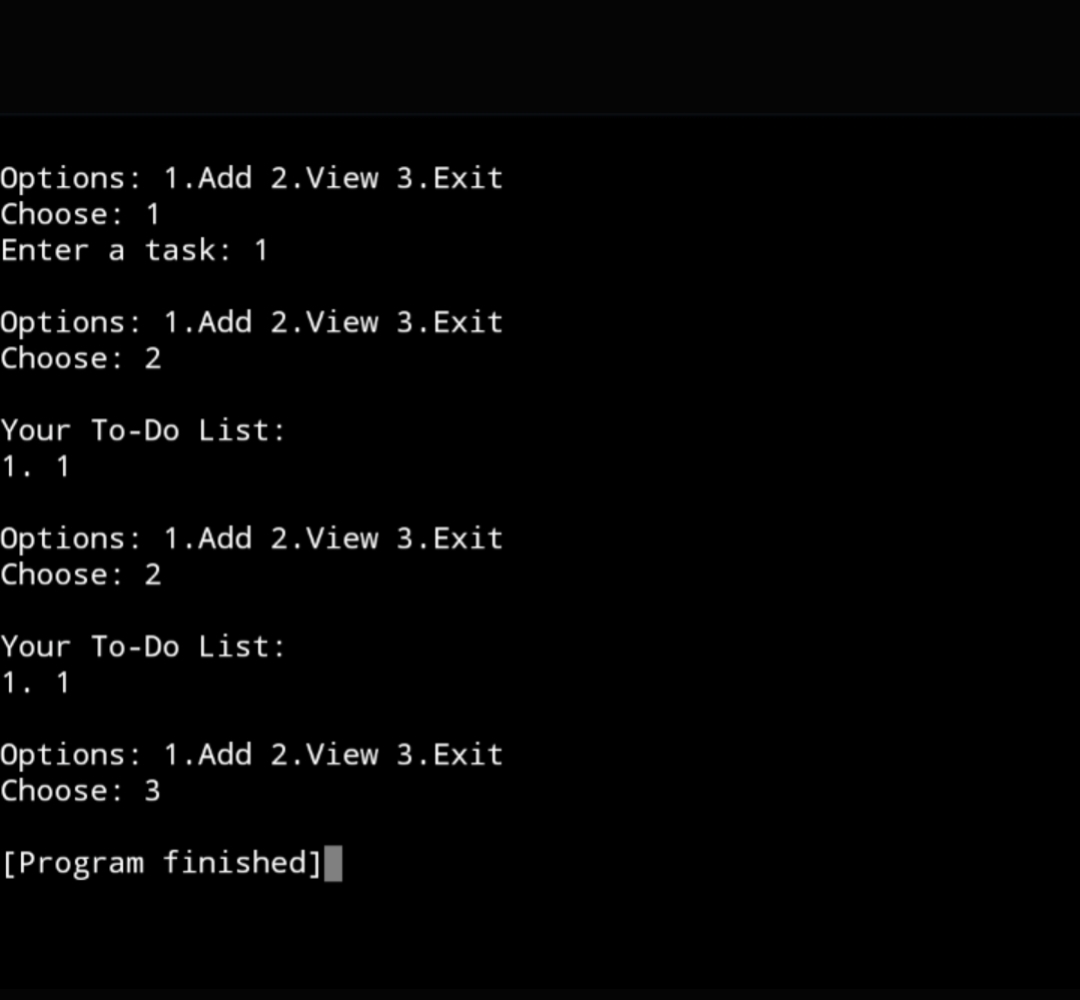 Options: 1.Add 2.View 3.Exit
Choose: 1
Enter a task: 1
Options: 1.Add 2.View 3.Exit
Choose: 2
Your To-Do List:
1. 1
Options: 1.Add 2.View 3.Exit
Choose: 2
Your To-Do List:
1. 1
Options: 1.Add 2.View 3.Exit
Choose: 3
[Program finished]